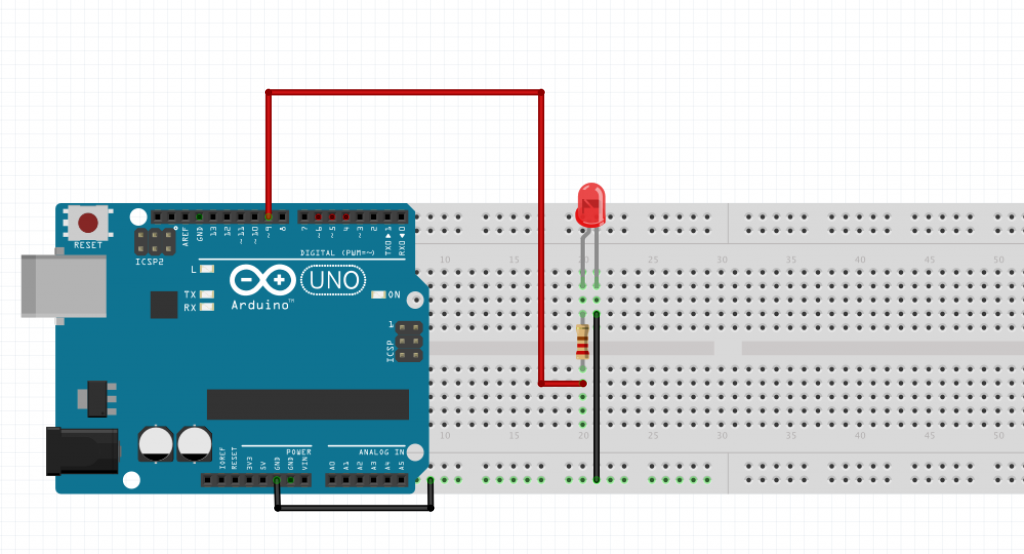 RESET
ICSP2
AREF
GND
13
12
~11
~10
~9
8
7
~6
~5
4
~3
2
TX0▶1
RX0◀0
DIGITAL (PWM=~)
L
TX
RX
UNO
Arduino™
ON
1
ICSP
10
15
20
25
30
35
40
45
50
10
15
20
25
30
35
40
45
50
POWER
ANALOG IN
IOREF
RESET
3V3
5V
GND
GND
VIN
A0
A1
A2
A3
A4
A5